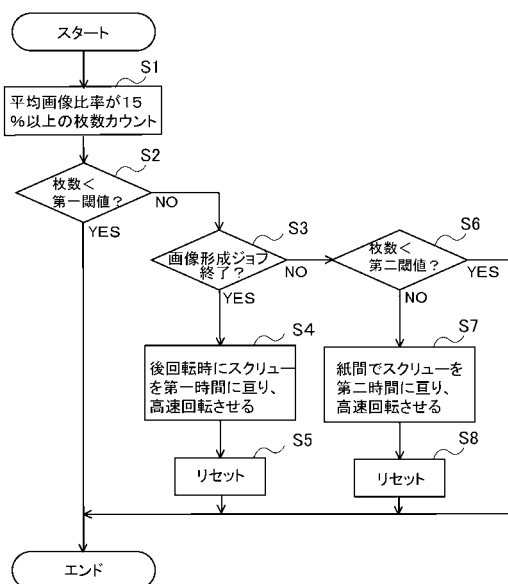 スタート
S1
平均画像比率が15
%以上の枚数カウント
S2
枚数<
第一閾値?
NO
YES
S3
画像形成ジョブ
終了?
NO
YES
S6
枚数<
第二閾値?
YES
NO
S4
後回転時にスクリュー
を第一時間に亘り、
高速回転させる
S7
紙間でスクリューを
第二時間に亘り、
高速回転させる
S5
リセット
S8
リセット
エンド